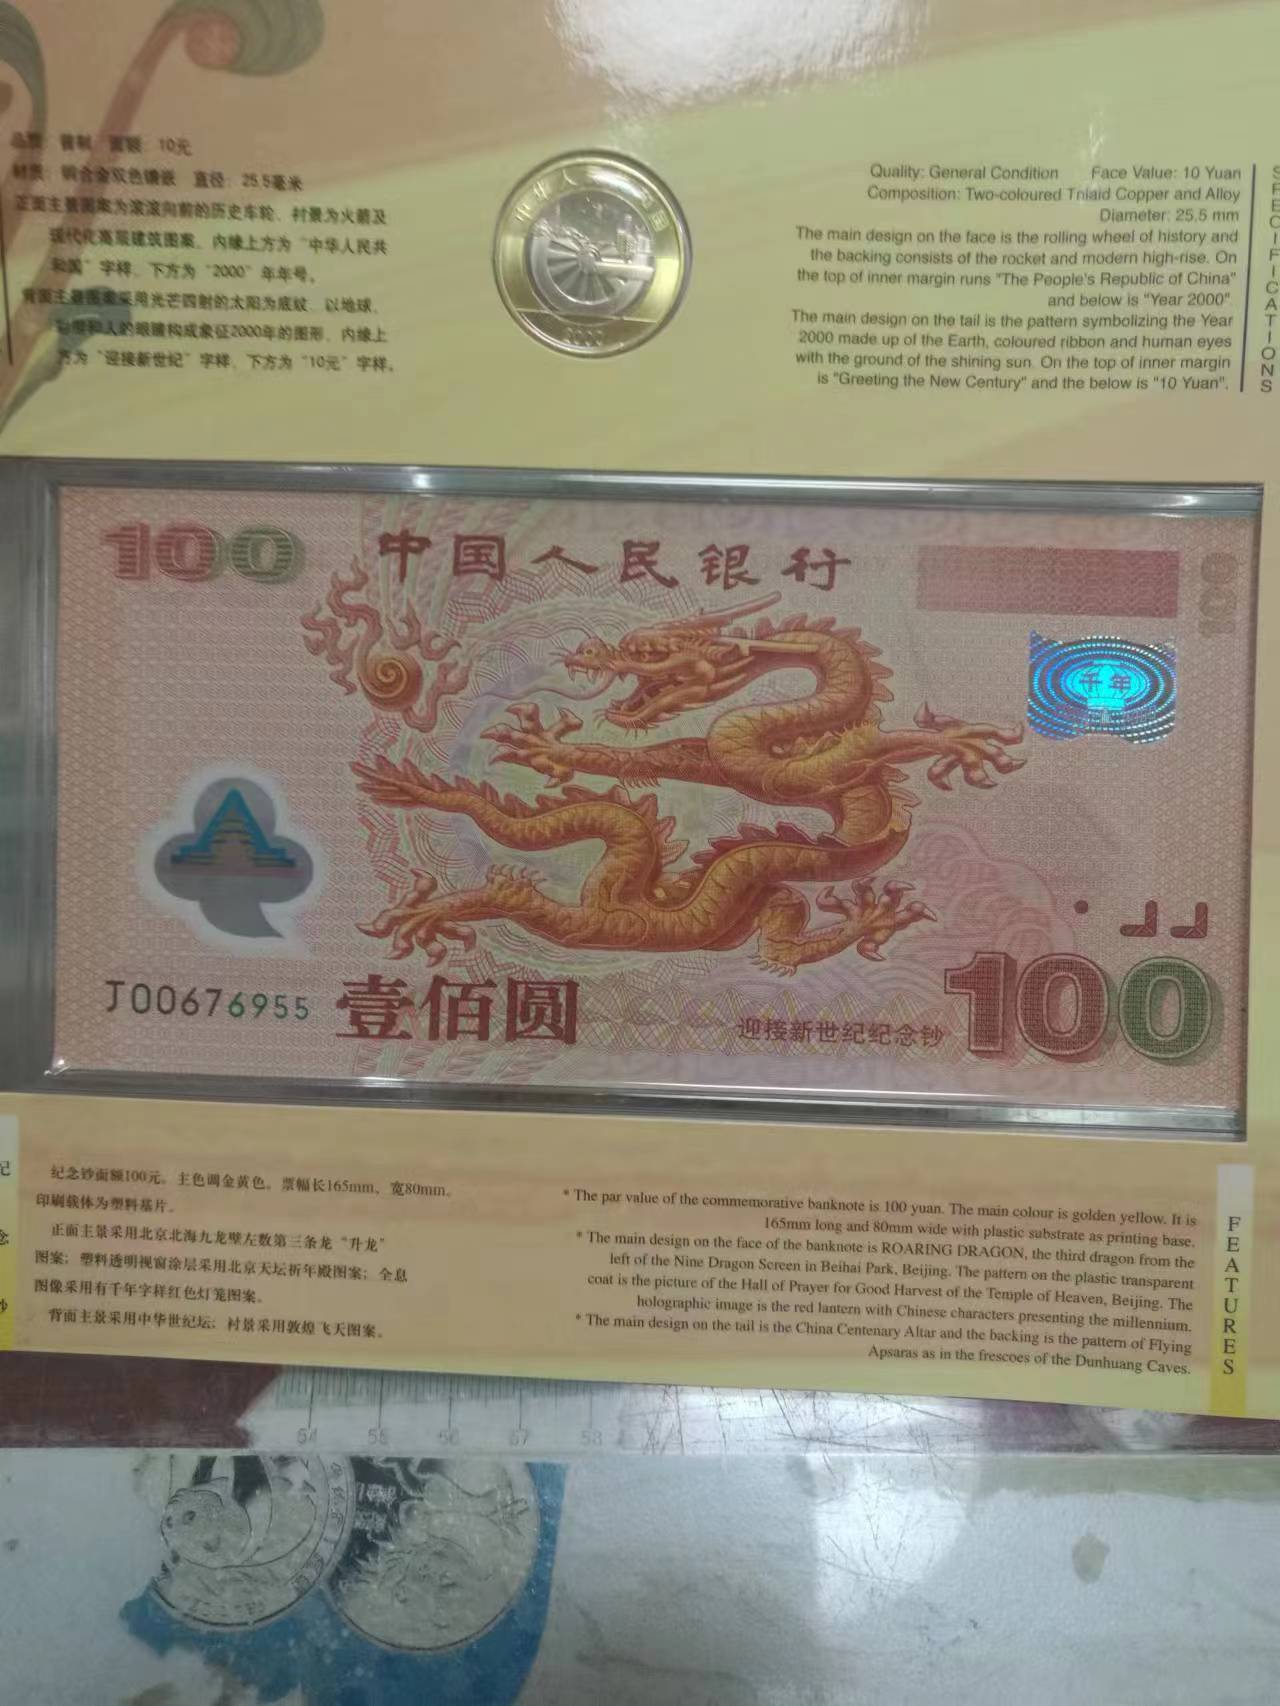 品质：普制 面额：10元
材质：铜合金双色镶嵌 直径：25.5毫米
正面主景图案为滚滚向前的历史车轮、衬景为火箭及
现代化高层建筑图案，内缘上方为“中华人民共
和国”字样，下方为“2000”年年号。
背面主景图案采用光芒四射的太阳为底纹，以地球、
彩带和人的眼睛构成象征2000年的图形，内缘上
方为“迎接新世纪”字样，下方为“10元”字样。
2000
Quality: General Condition Face Value: 10 Yuan
Composition: Two-coloured Tnlaid Copper and Alloy
Diameter: 25.5 mm
The main design on the face is the rolling wheel of history and
the backing consists of the rocket and modern high-rise. On
the top of inner margin runs "The People's Republic of China"
and below is "Year 2000".
The main design on the tail is the pattern symbolizing the Year
2000 made up of the Earth, coloured ribbon and human eyes
with the ground of the shining sun. On the top of inner margin
is "Greeting the New Century" and the below is "10 Yuan".
SPECIFICATIONS
100
中国人民银行
100
千年
J00676955
壹佰圆
迎接新世纪纪念钞
100
纪念钞面额100元。主色调金黄色。票幅长165mm、宽80mm。
印刷载体为塑料基片。
正面主景采用北京北海九龙壁左数第三条龙“升龙”
图案；塑料透明视窗涂层采用北京天坛祈年殿图案；全息
图像采用有千年字样红色灯笼图案。
背面主景采用中华世纪坛；衬景采用敦煌飞天图案。
* The par value of the commemorative banknote is 100 yuan. The main colour is golden yellow. It is
165mm long and 80mm wide with plastic substrate as printing base.
* The main design on the face of the banknote is ROARING DRAGON, the third dragon from the
left of the Nine Dragon Screen in Beihai Park, Beijing. The pattern on the plastic transparent
coat is the picture of the Hall of Prayer for Good Harvest of the Temple of Heaven, Beijing. The
holographic image is the red lantern with Chinese characters presenting the millennium.
* The main design on the tail is the China Centenary Altar and the backing is the pattern of Flying
Apsaras as in the frescoes of the Dunhuang Caves.
FEATURES
纪
念
钞
54 55 56 57 58